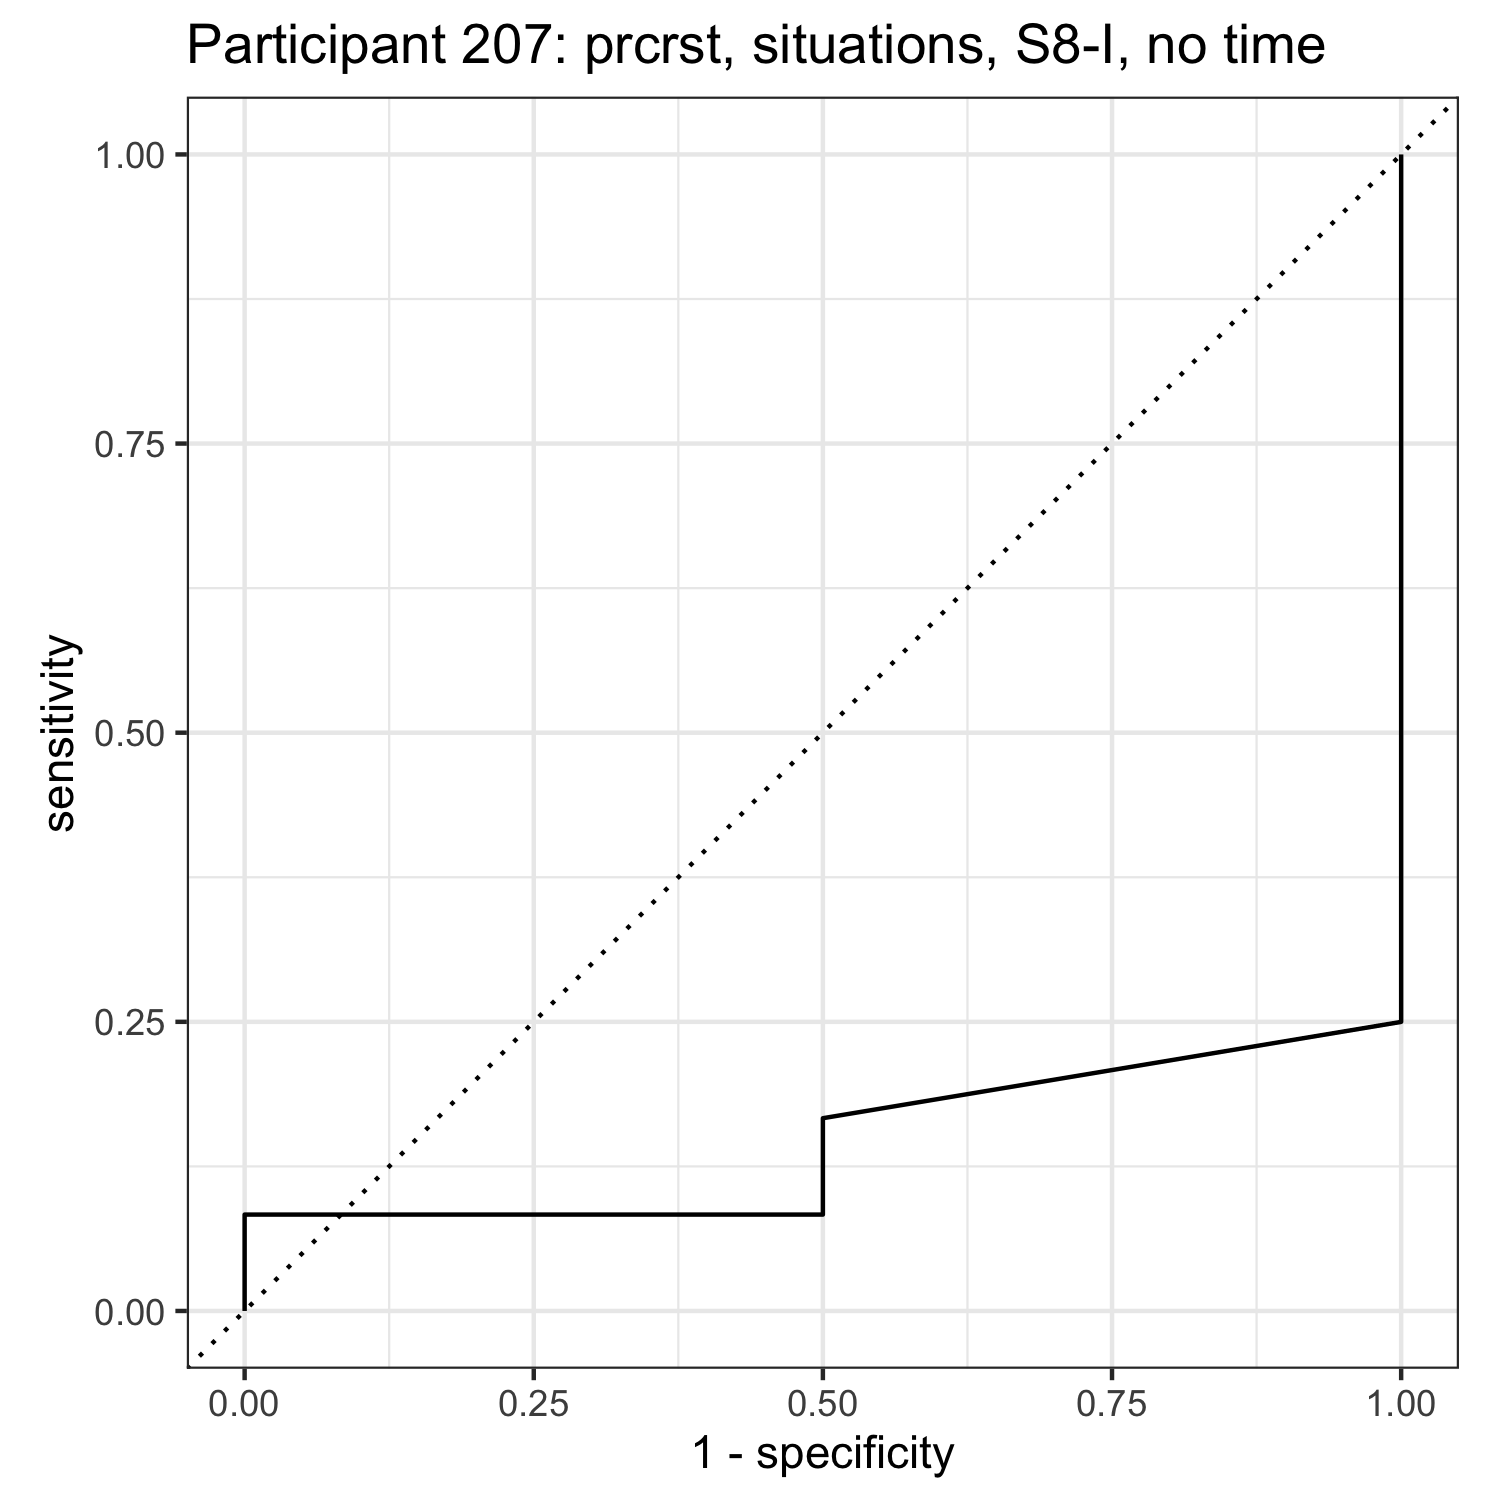 Participant 207: prcrst, situations, S8-I, no time
1.00
0.75
0.50
0.25
0.00
sensitivity
0.00 0.25 0.50 0.75 1.00
1 - specificity